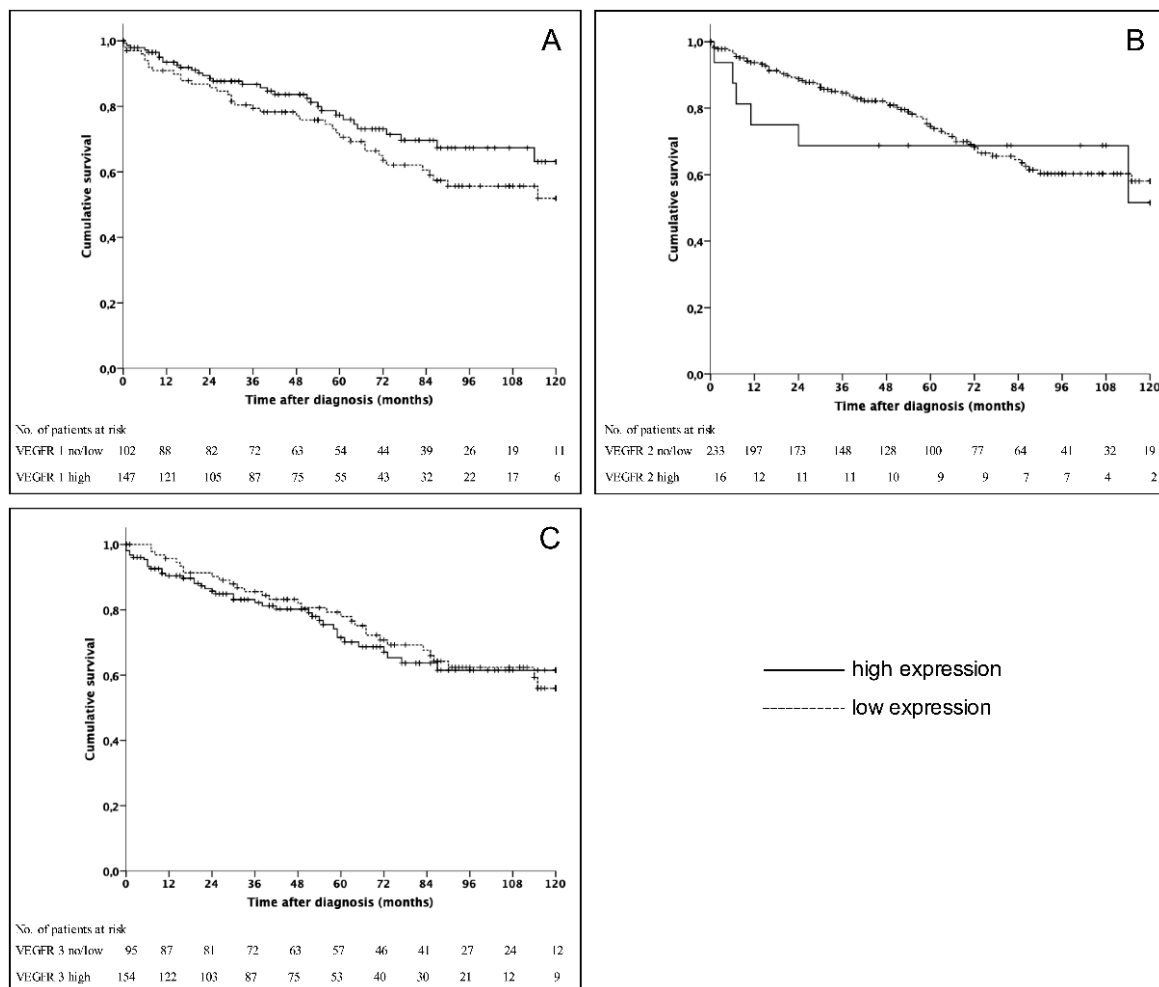 A
Cumulative survival
1,0
0,8
0,6
0,4
0,2
0,0
0 12 24 36 48 60 72 84 96 108 120
Time after diagnosis (months)
No. of patients at risk
VEGFR 1 no/low 102 88 82 72 63 54 44 39 26 19 11
VEGFR 1 high 147 121 105 87 75 55 43 32 22 17 6
B
Cumulative survival
1,0
0,8
0,6
0,4
0,2
0,0
0 12 24 36 48 60 72 84 96 108 120
Time after diagnosis (months)
No. of patients at risk
VEGFR 2 no/low 233 197 173 148 128 100 77 64 41 32 19
VEGFR 2 high 16 12 11 11 10 9 9 7 7 4 2
C
Cumulative survival
1,0
0,8
0,6
0,4
0,2
0,0
0 12 24 36 48 60 72 84 96 108 120
Time after diagnosis (months)
No. of patients at risk
VEGFR 3 no/low 95 87 81 72 63 57 46 41 27 24 12
VEGFR 3 high 154 122 103 87 75 53 40 30 21 12 9
high expression
low expression